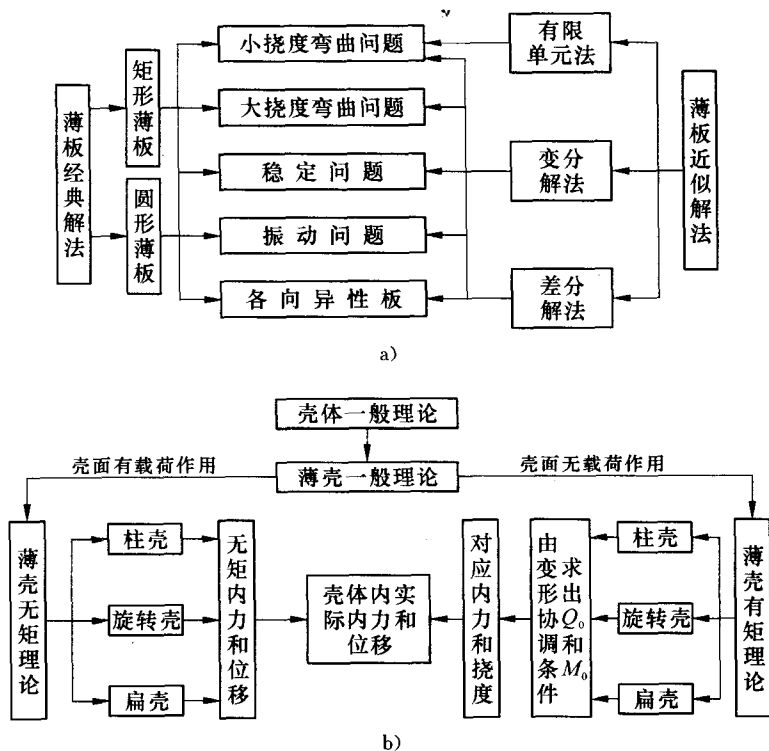 薄板经典解法
矩形薄板
圆形薄板
小挠度弯曲问题
大挠度弯曲问题
稳定问题
振动问题
各向异性板
有限
单元法
变分
解法
差分
解法
薄板近似解法
a)
壳体一般理论
薄壳一般理论
壳面有载荷作用
壳面无载荷作用
薄壳无矩理论
柱壳
旋转壳
扁壳
无矩内力和位移
壳体内实
际内力和
位移
对应内力和挠度
由变形协调条件
求出Q₀和M₀
柱壳
旋转壳
扁壳
薄壳有矩理论
b)